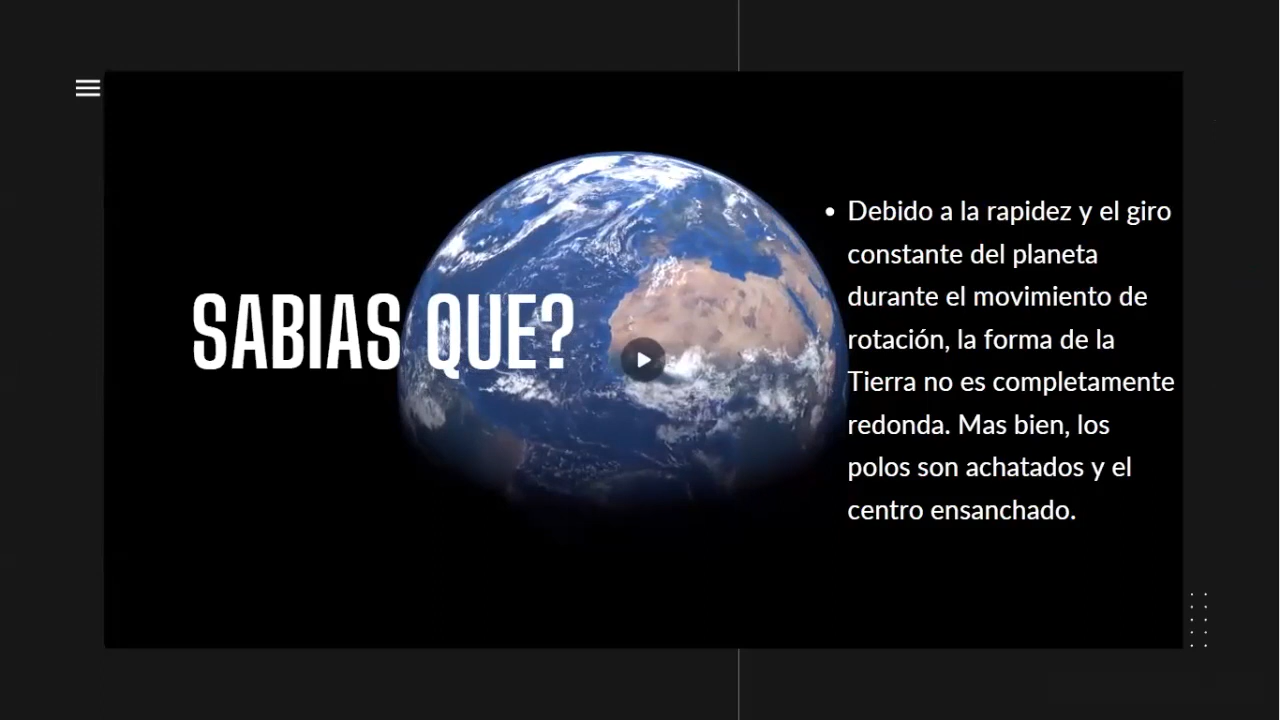 SABIAS QUE?
• Debido a la rapidez y el giro
constante del planeta
durante el movimiento de
rotación, la forma de la
Tierra no es completamente
redonda. Mas bien, los
polos son achatados y el
centro ensanchado.